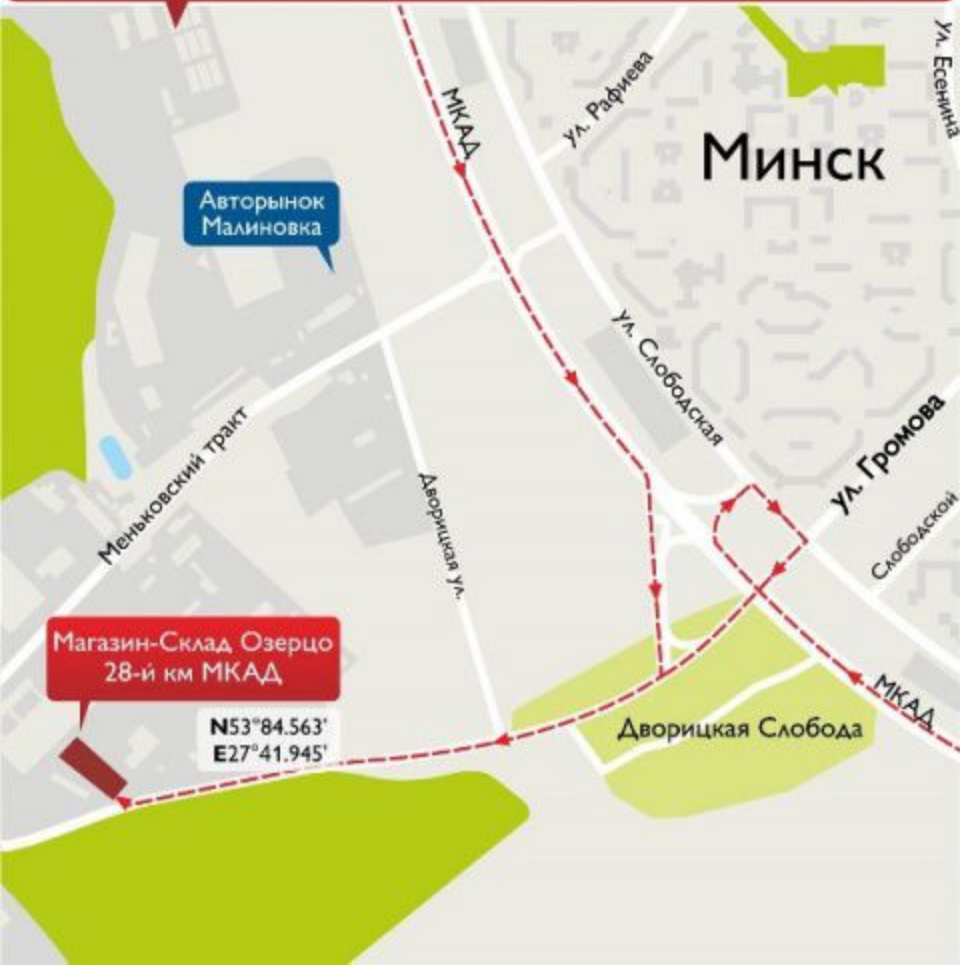 ул. Есенина
ул. Рафиева
МКАД
Минск
Авторынок
Малиновка
ул. Слободская
ул. Громова
Меньковский тракт
Дворицкая ул.
Слободской
Магазин-Склад Озерцо
28-й км МКАД
N53°84.563'
E27°41.945'
МКАД
Дворицкая Слобода